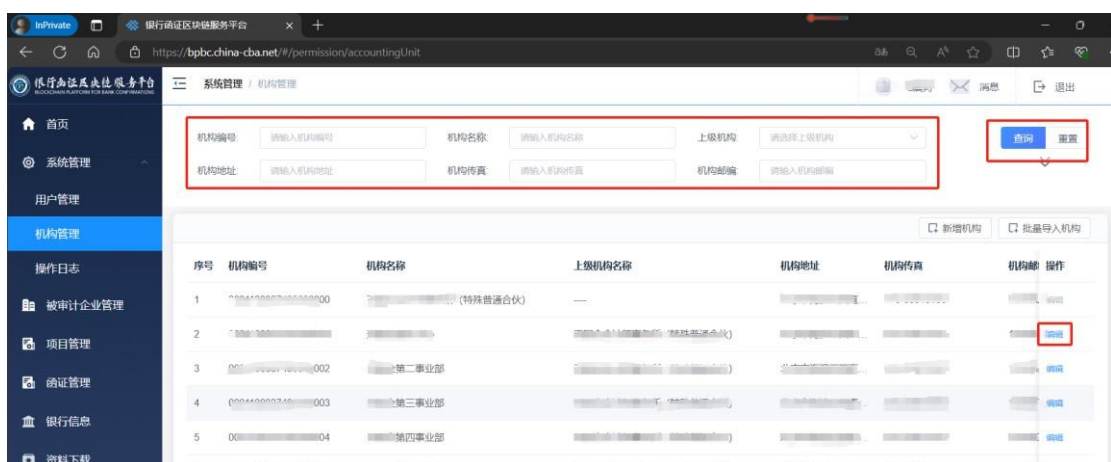 InPrivate
银行函证区块链服务平台
https://bpbc.china-cba.net/#/permission/accountingUnit
银行函证区块链服务平台
BLOCKCHAIN PLATFORM FOR BANK CONFIRMATIONS
系统管理 / 机构管理
消息
退出
首页
机构编号: 请输入机构编号
机构名称: 请输入机构名称
上级机构: 请选择上级机构
查询
重置
系统管理
机构地址: 请输入机构地址
机构传真: 请输入机构传真
机构邮编: 请输入机构邮编
用户管理
机构管理
新增机构
批量导入机构
操作日志
序号 机构编号 机构名称 上级机构名称 机构地址 机构传真 机构邮 操作
被审计企业管理
1 (特殊普通合伙) ---- 编辑
项目管理
2 编辑
函证管理
3 002 第二事业部 编辑
4 003 第三事业部 编辑
银行信息
5 00 04 第四事业部 编辑
资料下载